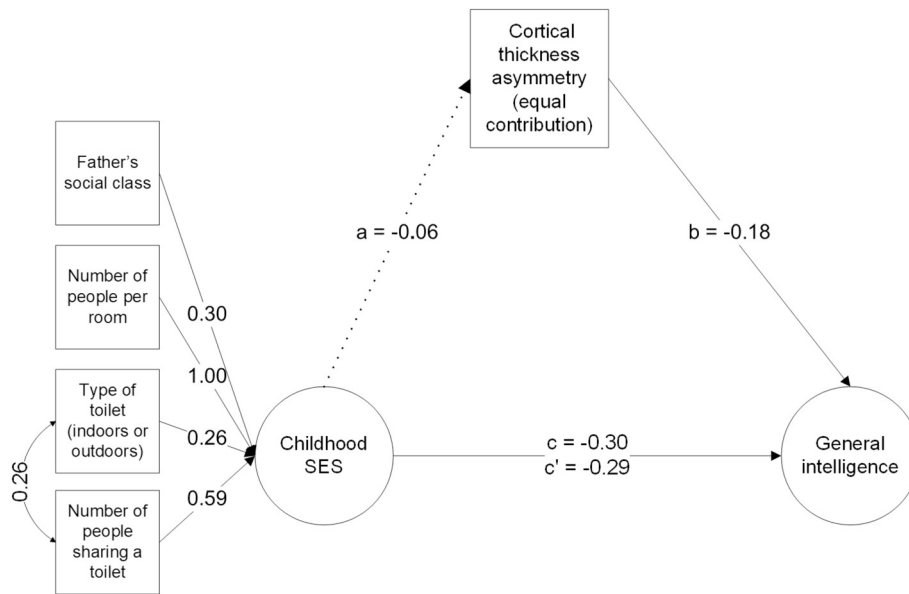 Cortical
thickness
asymmetry
(equal
contribution)
Father's
social class
a = -0.06
b = -0.18
Number of
people per
room
0.30
1.00
Type of
toilet
(indoors or
outdoors)
0.26
0.26
Childhood
SES
c = -0.30
c' = -0.29
General
intelligence
0.59
Number of
people
sharing a
toilet